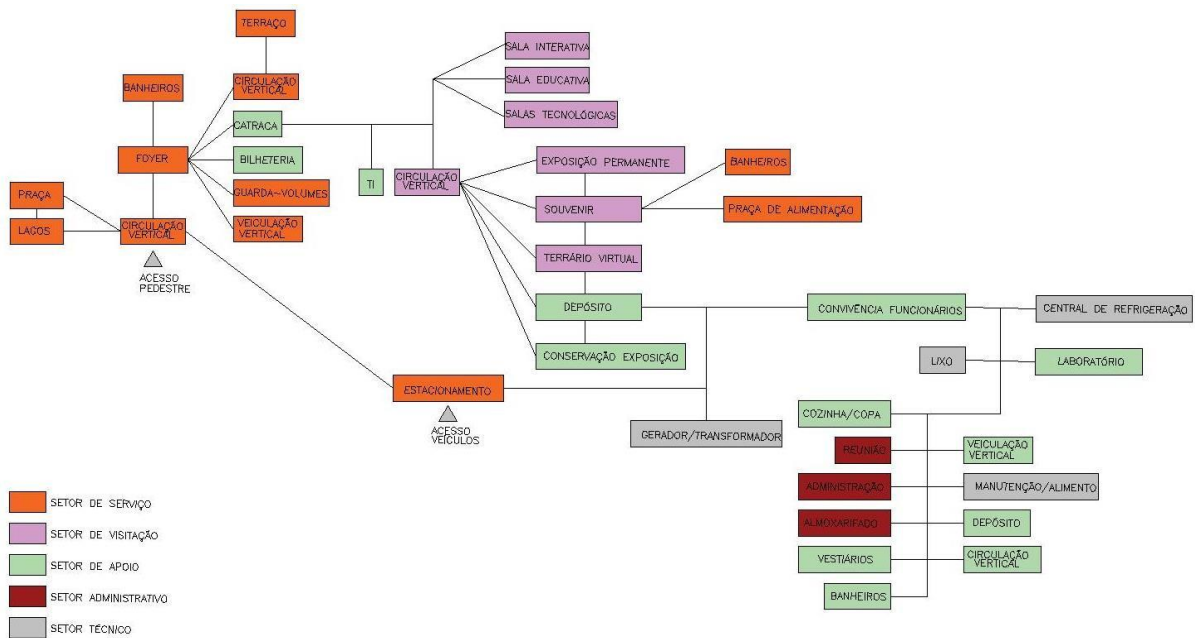 TERRAÇO
SALA INTERATIVA
SALA EDUCATIVA
SALAS TECNOLÓGICAS
BANHEIROS
CIRCULAÇÃO
VERTICAL
CATRACA
FOYER
BILHETERIA
GUARDA-VOLUMES
VEICULAÇÃO
VERTICAL
PRAÇA
LAGOS
CIRCULAÇÃO
VERTICAL
ACESSO
PEDESTRE
TI
CIRCULAÇÃO
VERTICAL
EXPOSIÇÃO PERMANENTE
BANHEIROS
SOUVENIR
PRAÇA DE ALIMENTAÇÃO
TERRÁRIO VIRTUAL
DEPÓSITO
CONVIVÊNCIA FUNCIONÁRIOS
CENTRAL DE REFRIGERAÇÃO
CONSERVAÇÃO EXPOSIÇÃO
LIXO
LABORATÓRIO
ESTACIONAMENTO
ACESSO
VEÍCULOS
GERADOR/TRANSFORMADOR
COZINHA/COPA
REUNIÃO
VEICULAÇÃO
VERTICAL
ADMINISTRAÇÃO
MANUTENÇÃO/ALIMENTO
ALMOXARIFADO
DEPÓSITO
VESTIÁRIOS
CIRCULAÇÃO
VERTICAL
BANHEIROS
SETOR DE SERVIÇO
SETOR DE VISITAÇÃO
SETOR DE APOIO
SETOR ADMINISTRATIVO
SETOR TÉCNICO